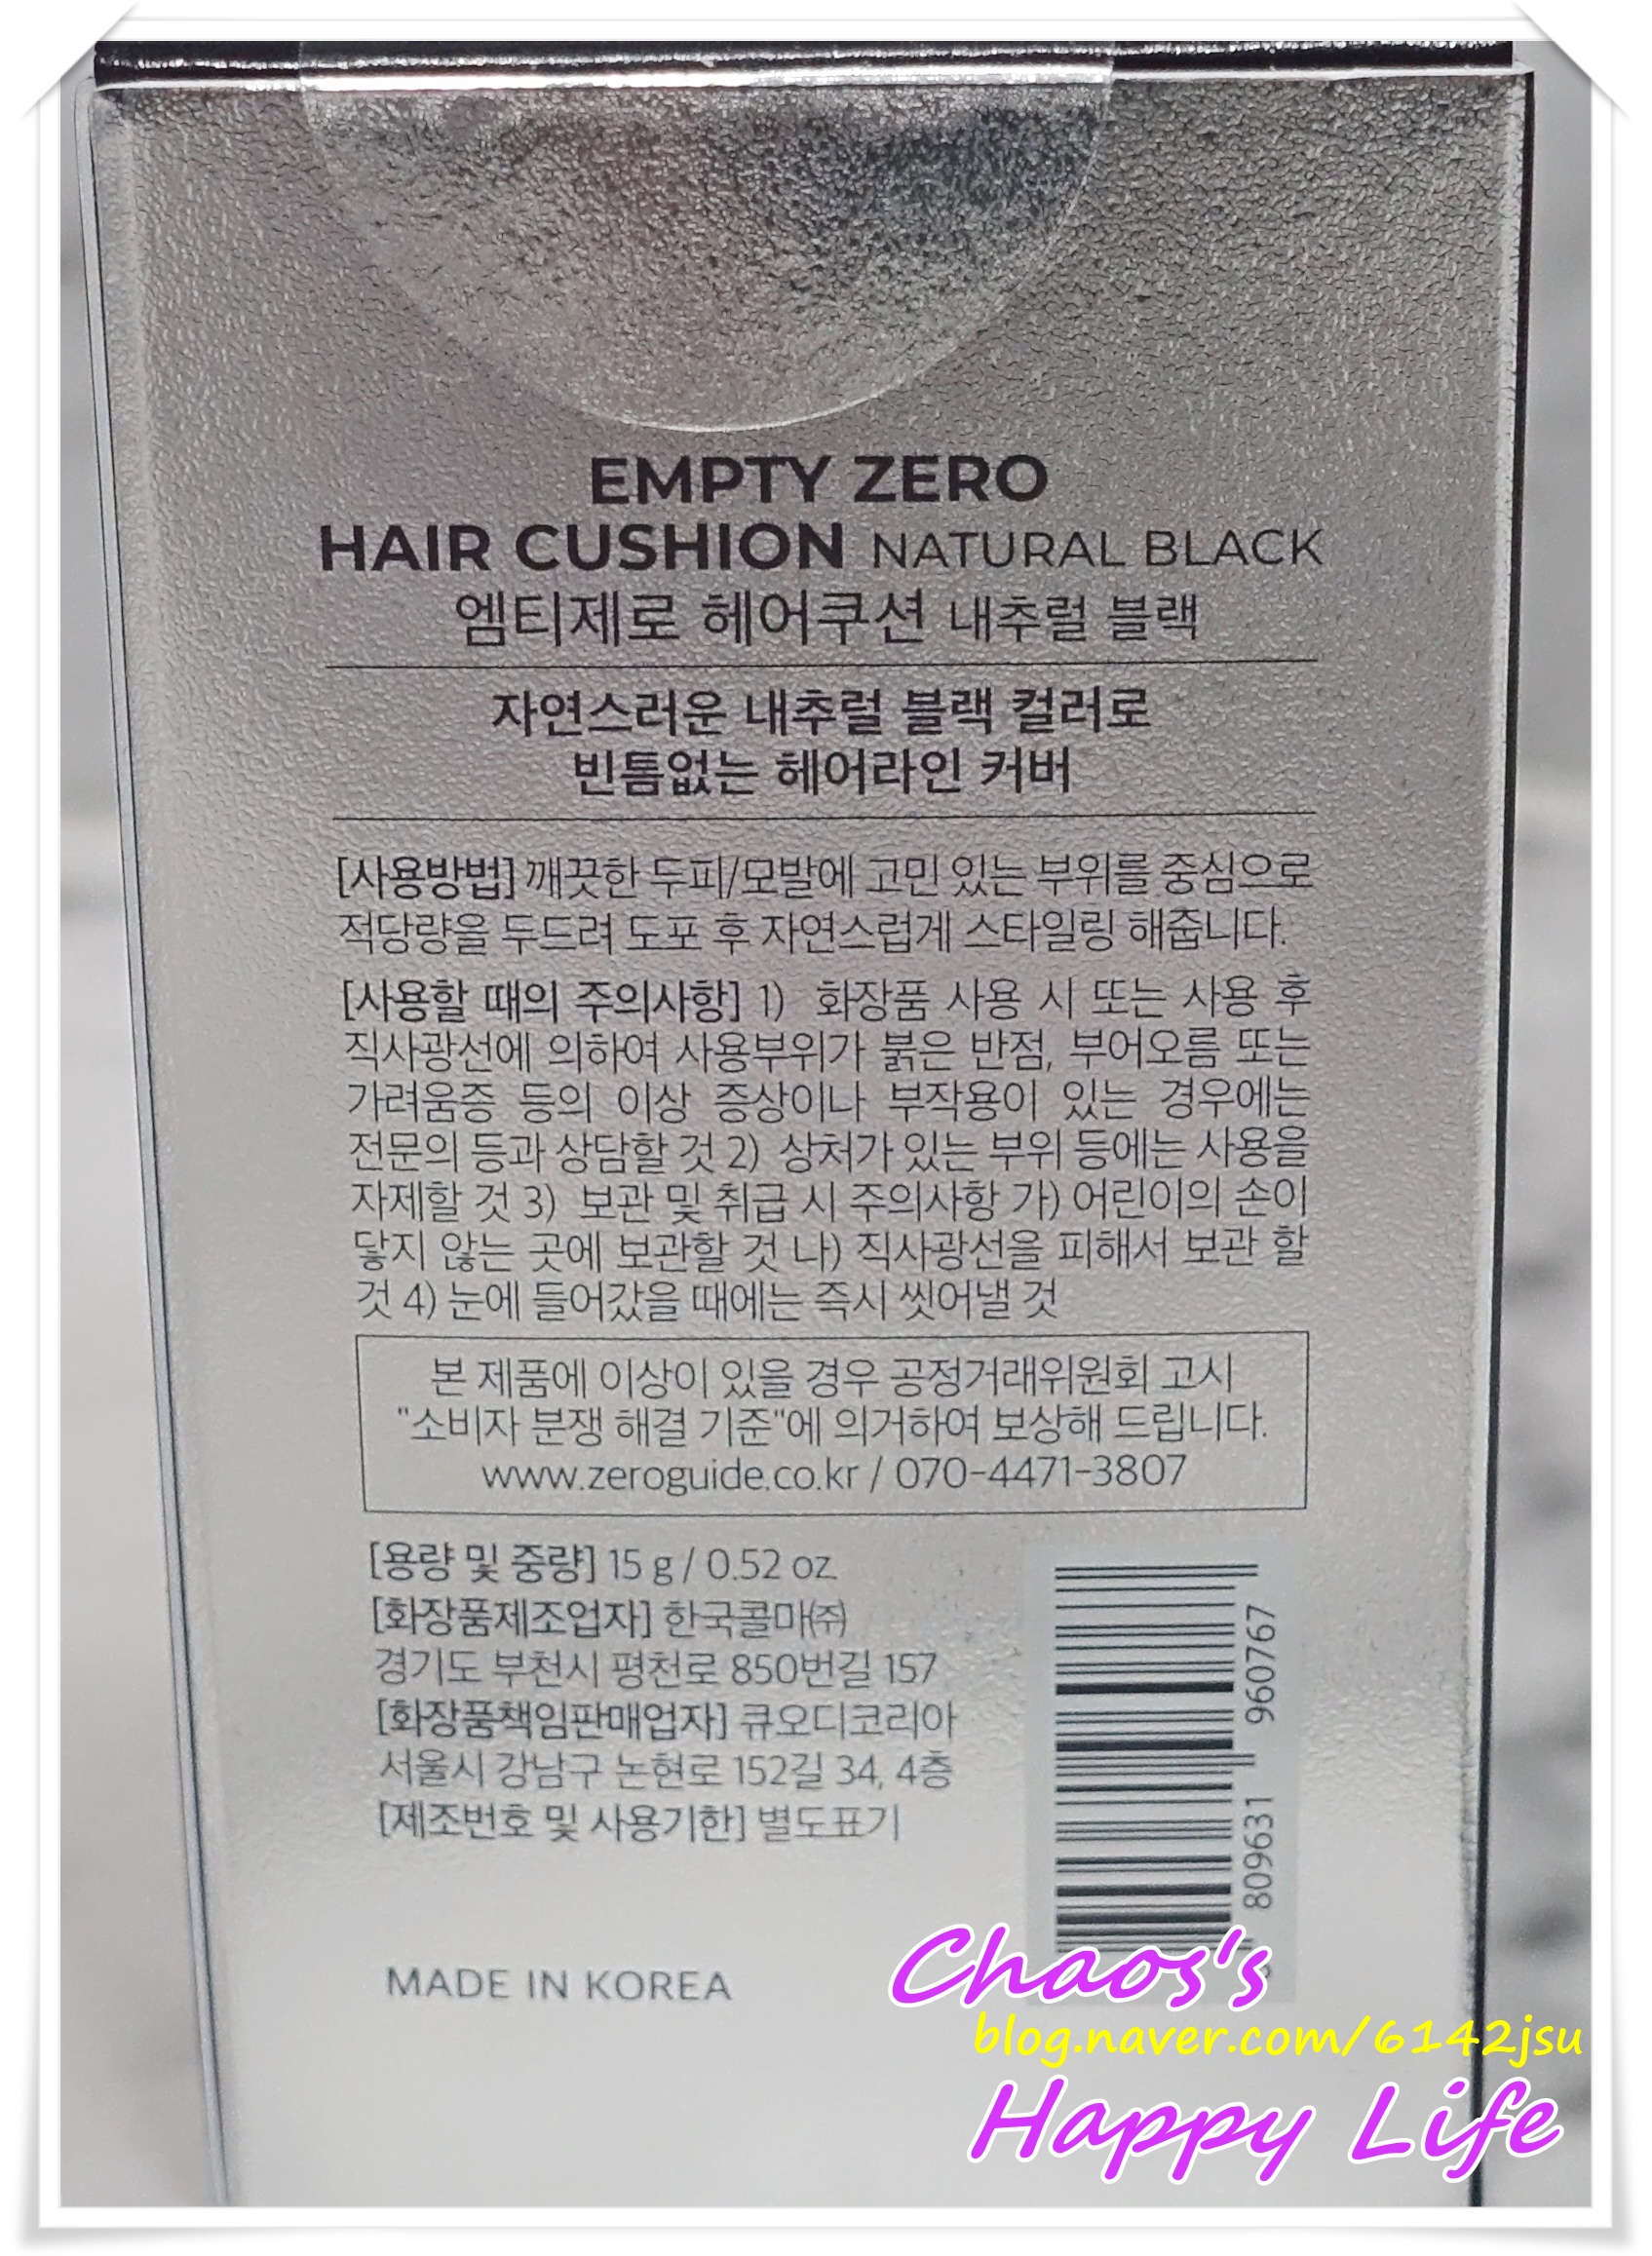 EMPTY ZERO
HAIR CUSHION NATURAL BLACK
엠티제로 헤어쿠션 내추럴 블랙
자연스러운 내추럴 블랙 컬러로
빈틈없는 헤어라인 커버
[사용방법] 깨끗한 두피/모발에 고민 있는 부위를 중심으로
적당량을 두드려 도포 후 자연스럽게 스타일링 해줍니다.
[사용할 때의 주의사항] 1) 화장품 사용 시 또는 사용 후
직사광선에 의하여 사용부위가 붉은 반점, 부어오름 또는
가려움증 등의 이상 증상이나 부작용이 있는 경우에는
전문의 등과 상담할 것 2) 상처가 있는 부위 등에는 사용을
자제할 것 3) 보관 및 취급 시 주의사항 가) 어린이의 손이
닿지 않는 곳에 보관할 것 나) 직사광선을 피해서 보관 할
것 4) 눈에 들어갔을 때에는 즉시 씻어낼 것
본 제품에 이상이 있을 경우 공정거래위원회 고시
"소비자 분쟁 해결 기준"에 의거하여 보상해 드립니다.
www.zeroguide.co.kr / 070-4471-3807
[용량 및 중량] 15 g / 0.52 oz.
[화장품제조업자] 한국콜마㈜
경기도 부천시 평천로 850번길 157
[화장품책임판매업자] 큐오디코리아
서울시 강남구 논현로 152길 34, 4층
[제조번호 및 사용기한] 별도표기
809631 960767
MADE IN KOREA
Chaos's
blog.naver.com/6142jsu
Happy Life